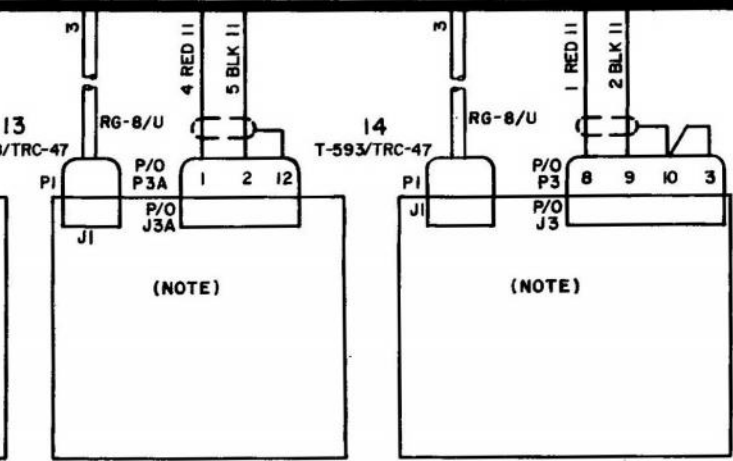 3
4 RED 11
5 BLK 11
3
1 RED 11
2 BLK 11
13
RG-8/U
14
RG-8/U
/TRC-47
T-593/TRC-47
P1
P/O
P3A
1 2 12
P1
P/O
P3
8 9 10 3
J1
P/O
J3A
J1
P/O
J3
(NOTE)
(NOTE)